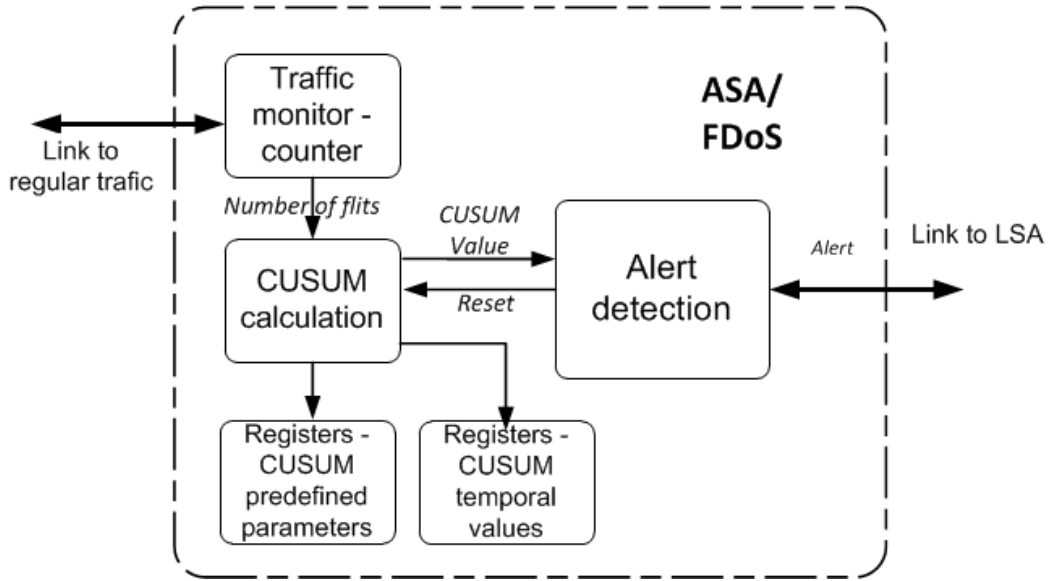 Traffic
monitor -
counter
ASA/
FDoS
Link to
regular trafic
Number of flits
CUSUM
Value
CUSUM
calculation
Reset
Alert
detection
Alert
Link to LSA
Registers -
CUSUM
predefined
parameters
Registers -
CUSUM
temporal
values